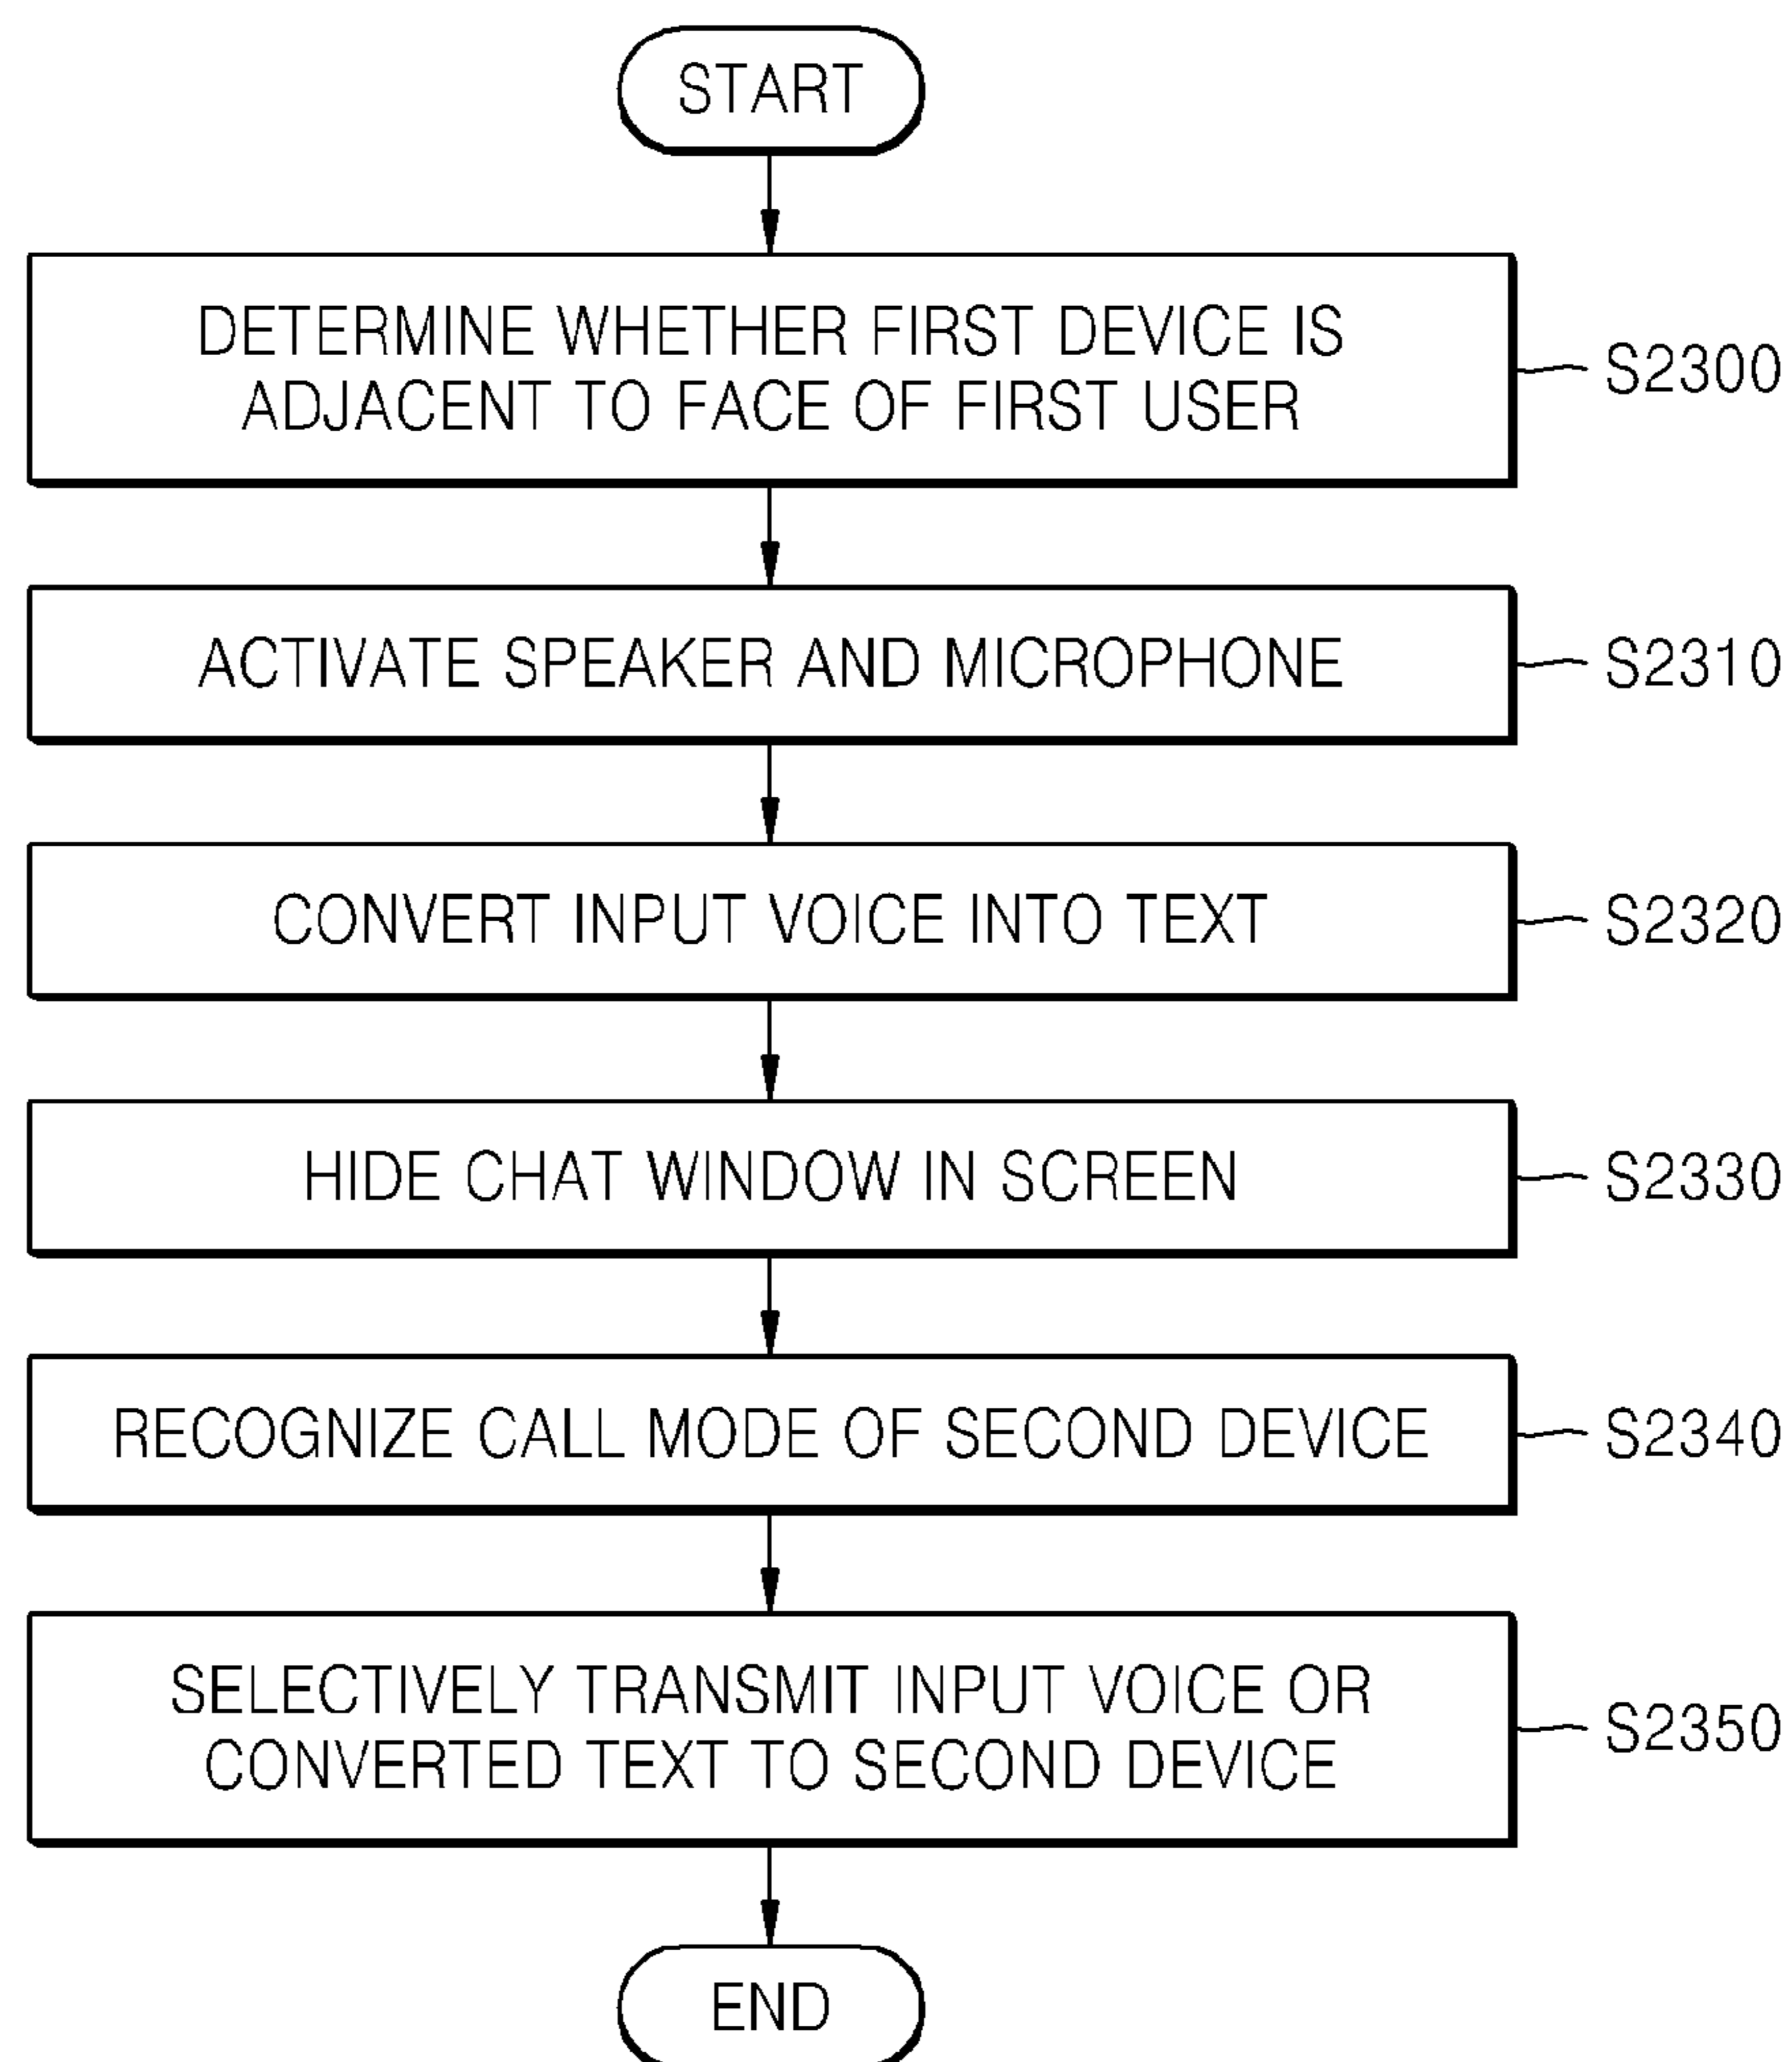 START
DETERMINE WHETHER FIRST DEVICE IS
ADJACENT TO FACE OF FIRST USER
S2300
ACTIVATE SPEAKER AND MICROPHONE
S2310
CONVERT INPUT VOICE INTO TEXT
S2320
HIDE CHAT WINDOW IN SCREEN
S2330
RECOGNIZE CALL MODE OF SECOND DEVICE
S2340
SELECTIVELY TRANSMIT INPUT VOICE OR
CONVERTED TEXT TO SECOND DEVICE
S2350
END